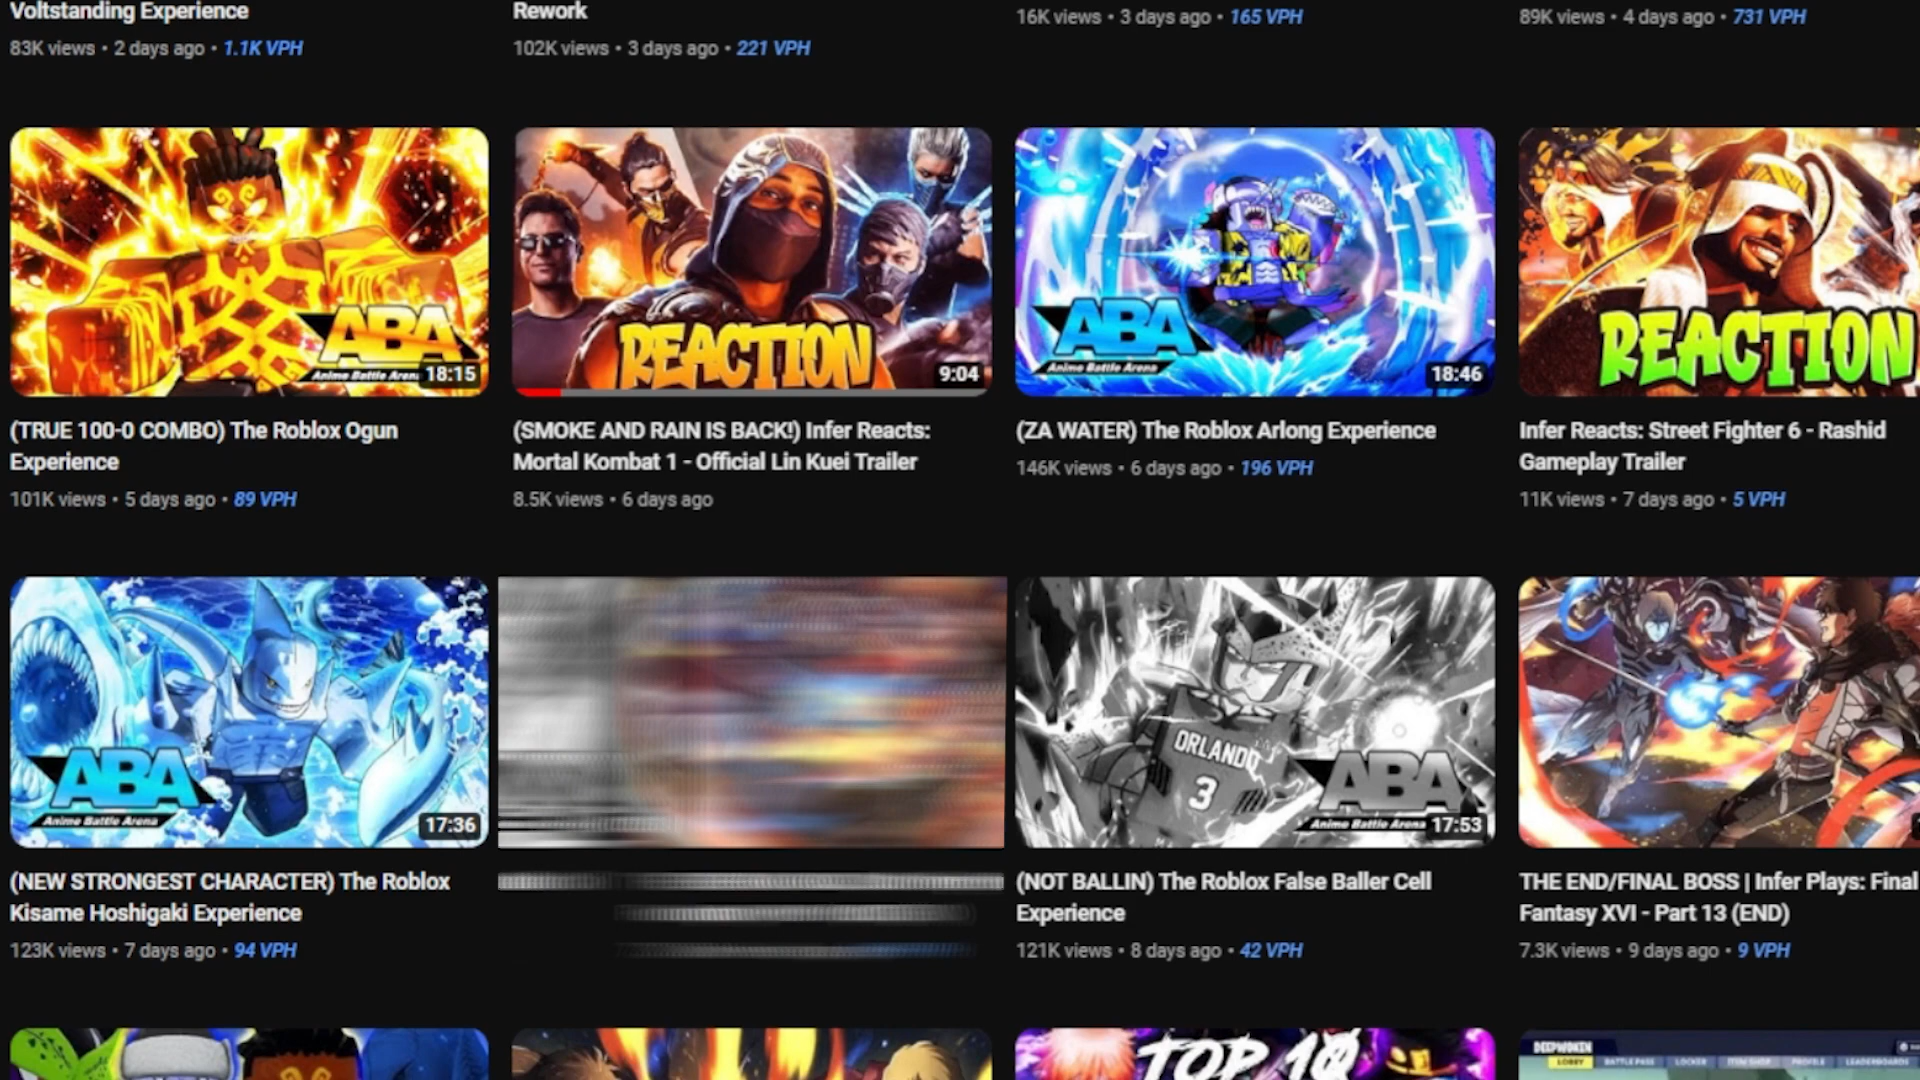 Voltstanding Experience
83K views • 2 days ago • 1.1K VPH
Rework
102K views • 3 days ago • 221 VPH
16K views • 3 days ago • 165 VPH
89K views • 4 days ago • 731 VPH
ABA
Anime Battle Arena
18:15
(TRUE 100-0 COMBO) The Roblox Ogun
Experience
101K views • 5 days ago • 89 VPH
REACTION
9:04
(SMOKE AND RAIN IS BACK!) Infer Reacts:
Mortal Kombat 1 - Official Lin Kuei Trailer
8.5K views • 6 days ago
ABA
Anime Battle Arena
18:46
(ZA WATER) The Roblox Arlong Experience
146K views • 6 days ago • 196 VPH
REACTION
Infer Reacts: Street Fighter 6 - Rashid
Gameplay Trailer
11K views • 7 days ago • 5 VPH
ABA
Anime Battle Arena
17:36
(NEW STRONGEST CHARACTER) The Roblox
Kisame Hoshigaki Experience
123K views • 7 days ago • 94 VPH
ORLANDO
3
ABA
Anime Battle Arena
17:53
(NOT BALLIN) The Roblox False Baller Cell
Experience
121K views • 8 days ago • 42 VPH
THE END/FINAL BOSS | Infer Plays: Final
Fantasy XVI - Part 13 (END)
7.3K views • 9 days ago • 9 VPH
TOP 10
DEEPWOKEN
LOBBY BATTLE PASS LOCKER ITEM SHOP PROFILE LEADERBOARDS